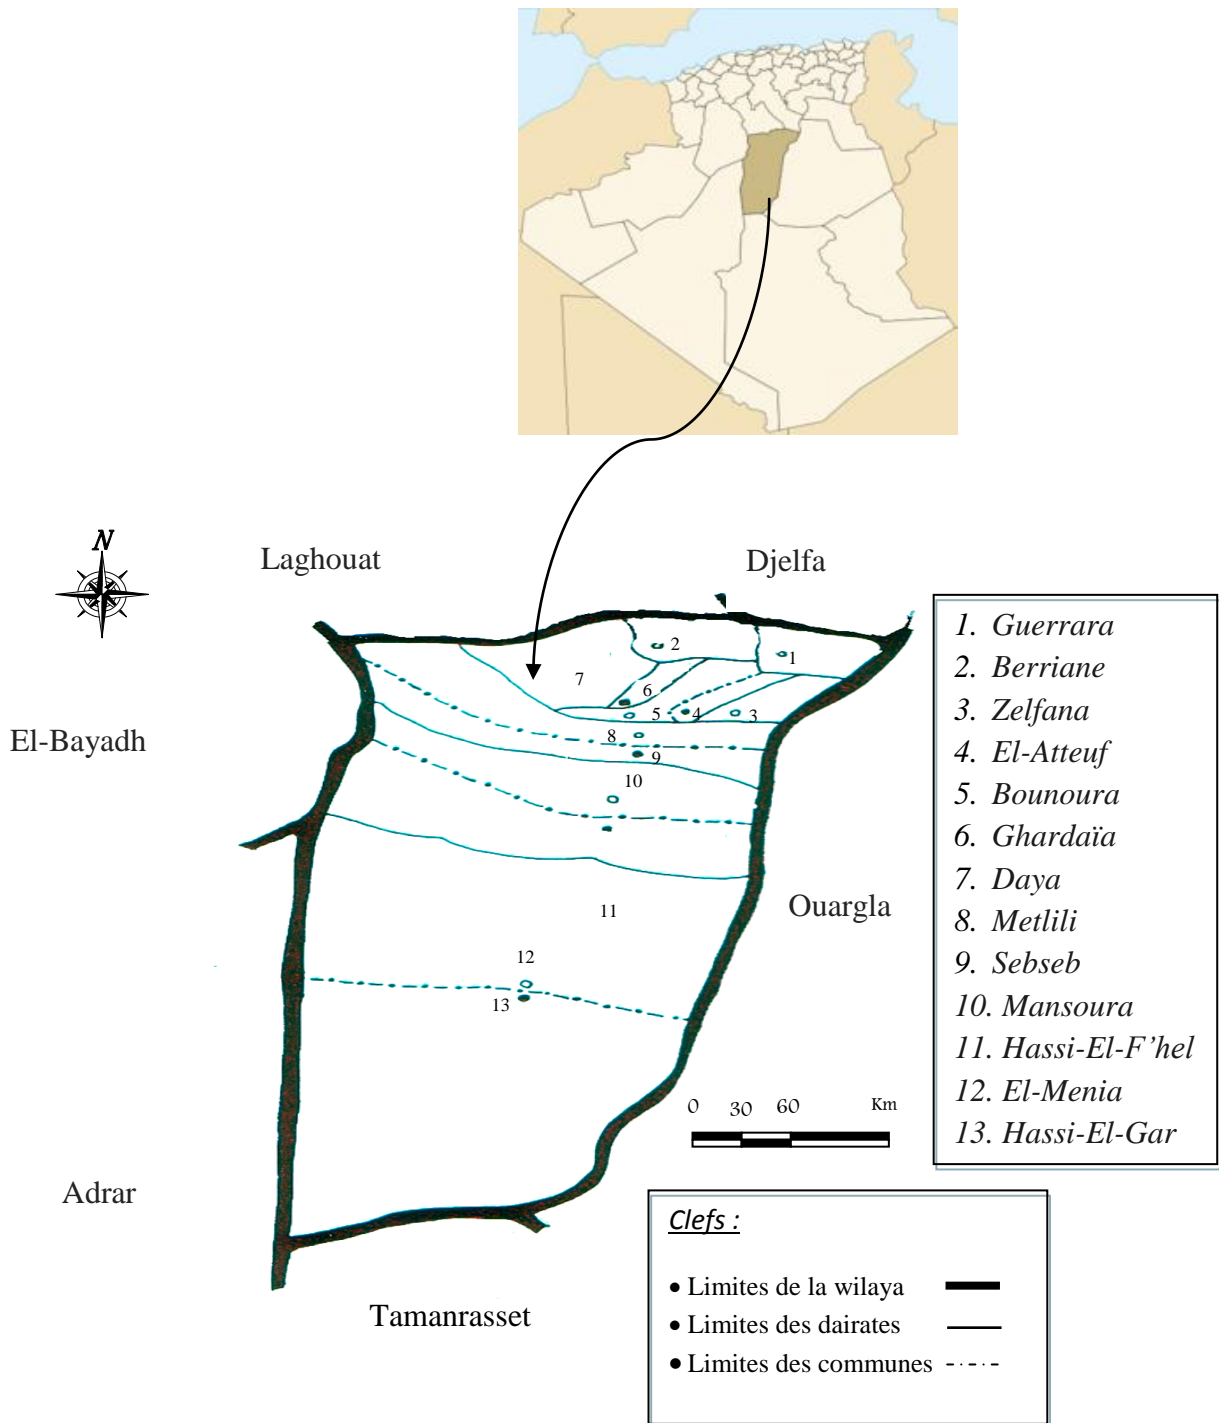 N
Laghouat
Djelfa
El-Bayadh
Ouargla
Adrar
Tamanrasset
2
1
7
6
5
4
3
8
9
10
11
12
13
0 30 60 Km
1. Guerrara
2. Berriane
3. Zelfana
4. El-Atteuf
5. Bounoura
6. Ghardaïa
7. Daya
8. Metlili
9. Sebseb
10. Mansoura
11. Hassi-El-F’hel
12. El-Menia
13. Hassi-El-Gar
Clefs :
• Limites de la wilaya
• Limites des dairates
• Limites des communes